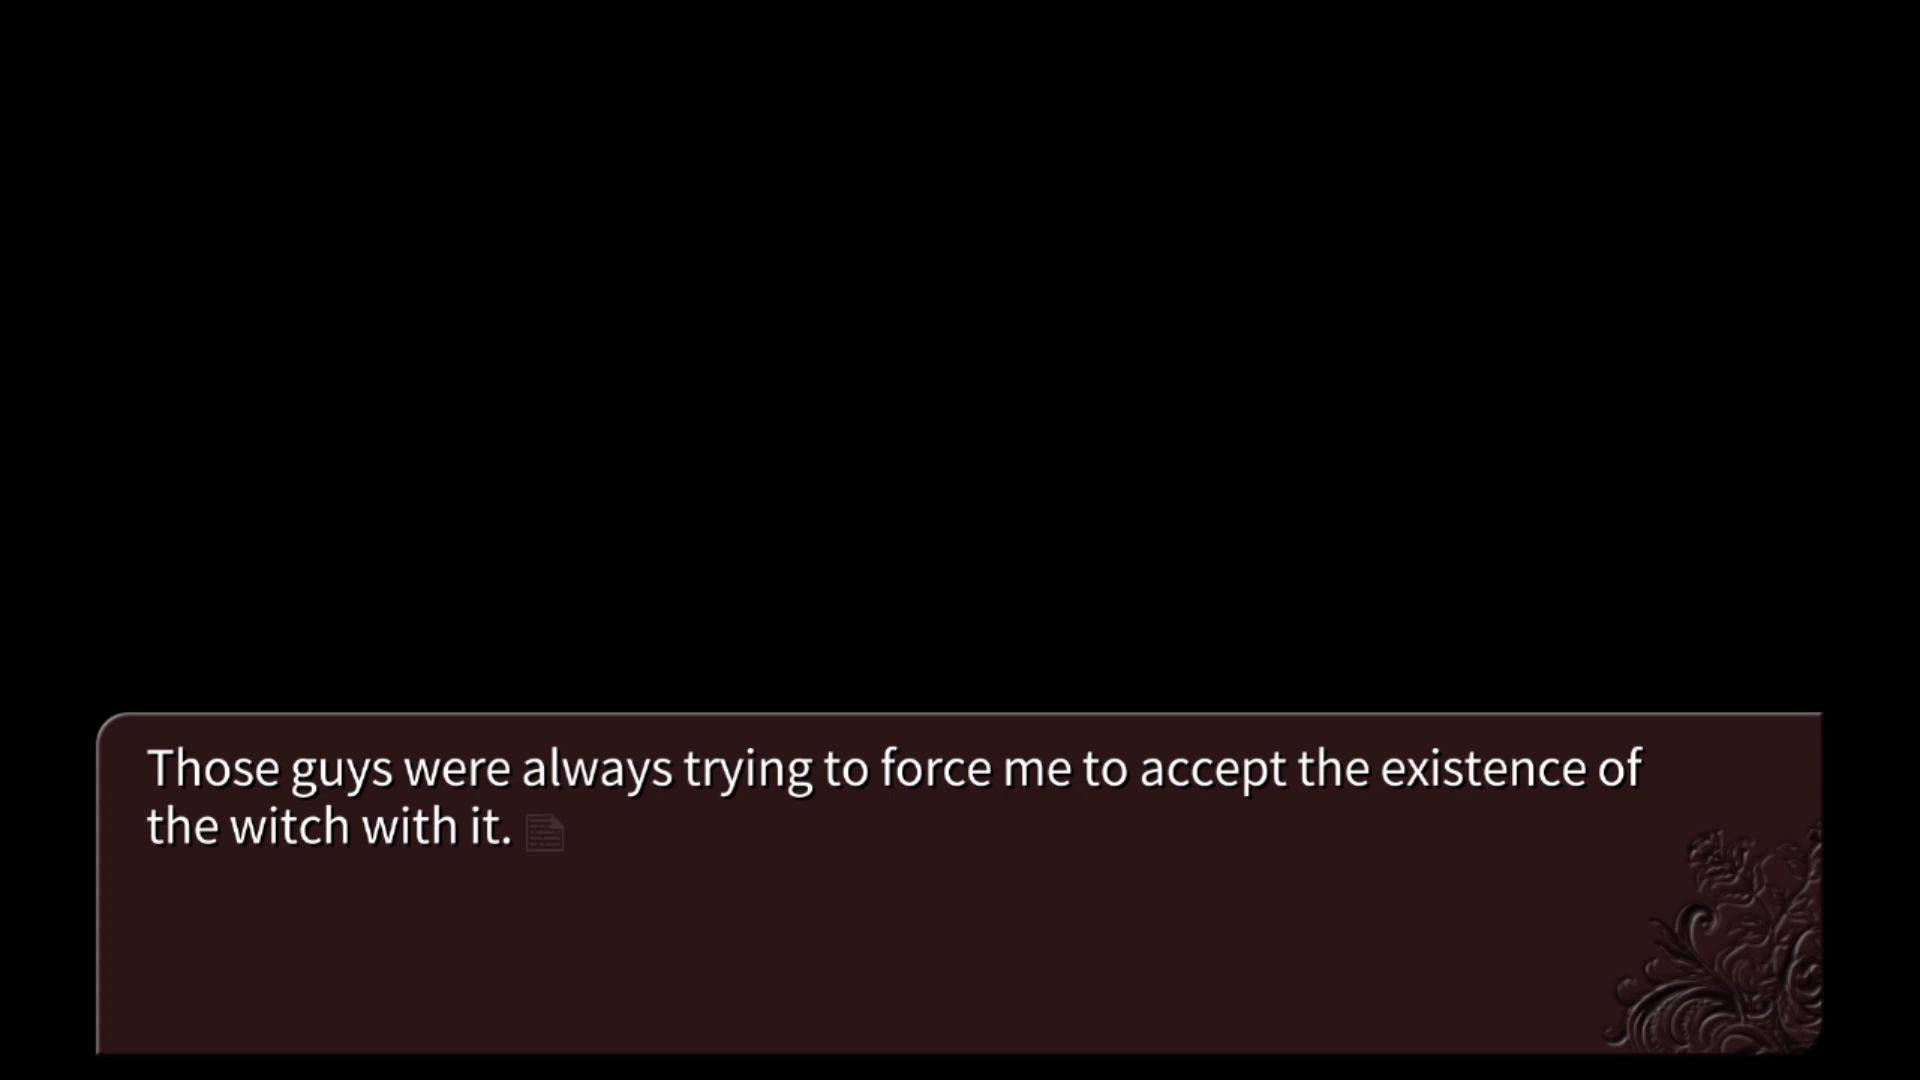 Those guys were always trying to force me to accept the existence of
the witch with it.